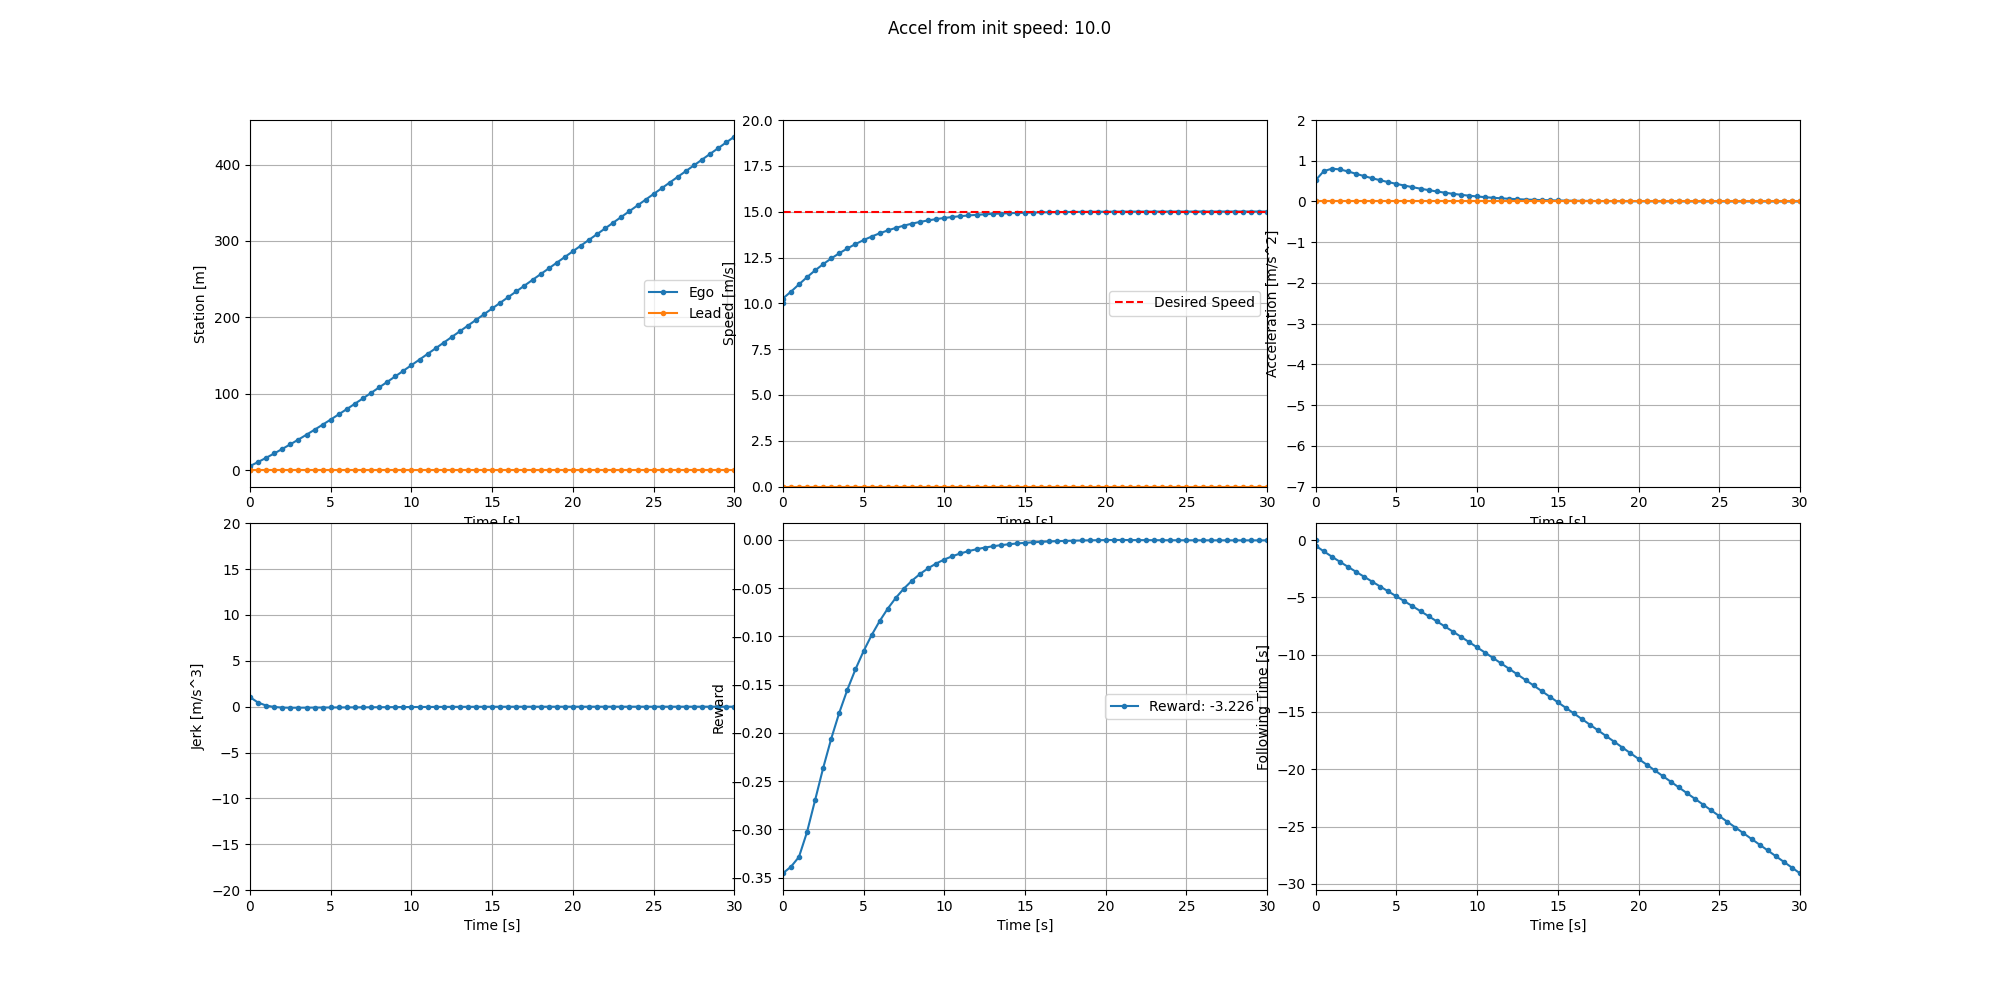 Accel from init speed: 10.0
Station [m]
400
300
200
100
0
0 5 10 15 20 25 30
Time [s]
Ego
Lead
Speed [m/s]
20.0
17.5
15.0
12.5
10.0
7.5
5.0
2.5
0.0
0 5 10 15 20 25 30
Time [s]
Desired Speed
Acceleration [m/s^2]
2
1
0
−1
−2
−3
−4
−5
−6
−7
0 5 10 15 20 25 30
Time [s]
Jerk [m/s^3]
20
15
10
5
0
−5
−10
−15
−20
0 5 10 15 20 25 30
Time [s]
Reward
0.00
−0.05
−0.10
−0.15
−0.20
−0.25
−0.30
−0.35
0 5 10 15 20 25 30
Time [s]
Reward: -3.226
Following Time [s]
0
−5
−10
−15
−20
−25
−30
0 5 10 15 20 25 30
Time [s]